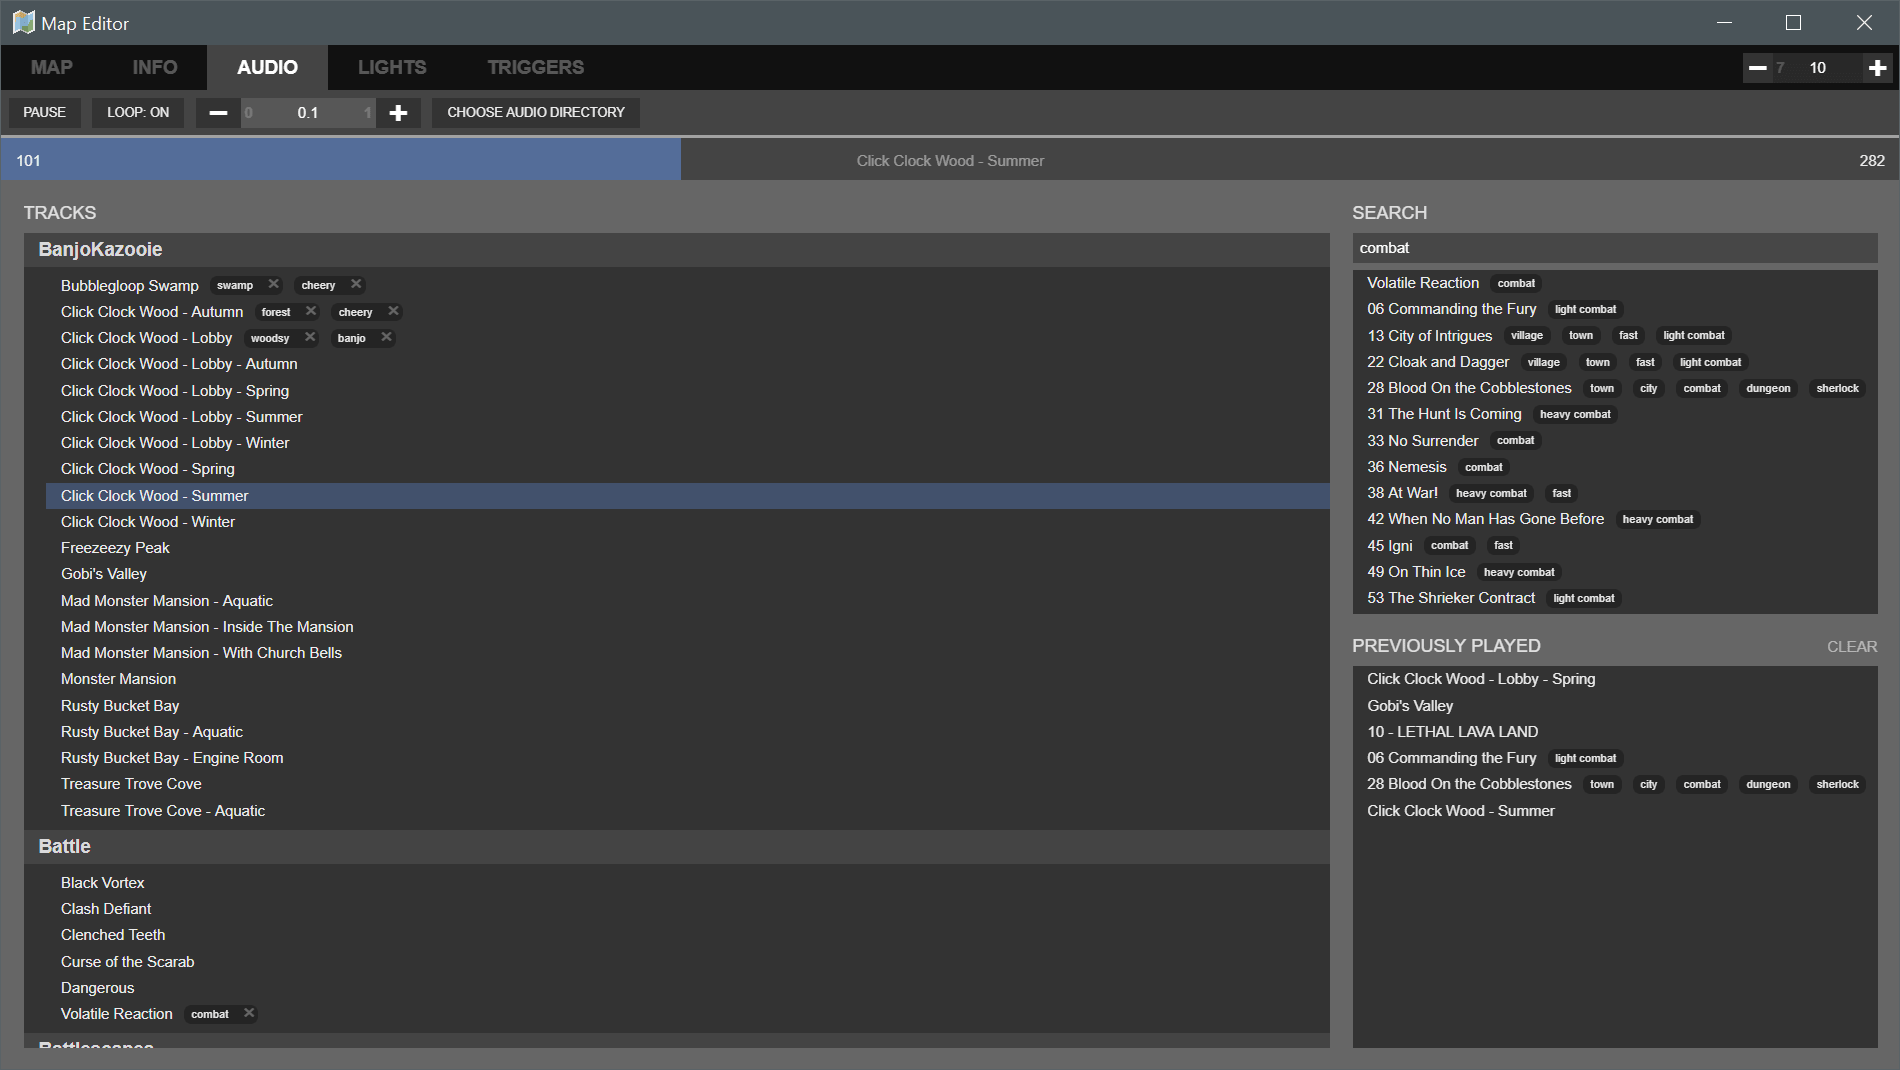 Map Editor
MAP INFO AUDIO LIGHTS TRIGGERS 7 10
PAUSE LOOP: ON 0 0.1 1 CHOOSE AUDIO DIRECTORY
101 Click Clock Wood - Summer 282
TRACKS
BanjoKazooie
Bubblegloop Swamp swamp cheery
Click Clock Wood - Autumn forest cheery
Click Clock Wood - Lobby woodsy banjo
Click Clock Wood - Lobby - Autumn
Click Clock Wood - Lobby - Spring
Click Clock Wood - Lobby - Summer
Click Clock Wood - Lobby - Winter
Click Clock Wood - Spring
Click Clock Wood - Summer
Click Clock Wood - Winter
Freezeezy Peak
Gobi's Valley
Mad Monster Mansion - Aquatic
Mad Monster Mansion - Inside The Mansion
Mad Monster Mansion - With Church Bells
Monster Mansion
Rusty Bucket Bay
Rusty Bucket Bay - Aquatic
Rusty Bucket Bay - Engine Room
Treasure Trove Cove
Treasure Trove Cove - Aquatic
Battle
Black Vortex
Clash Defiant
Clenched Teeth
Curse of the Scarab
Dangerous
Volatile Reaction combat
Battlescapes
SEARCH
combat
Volatile Reaction combat
06 Commanding the Fury light combat
13 City of Intrigues village town fast light combat
22 Cloak and Dagger village town fast light combat
28 Blood On the Cobblestones town city combat dungeon sherlock
31 The Hunt Is Coming heavy combat
33 No Surrender combat
36 Nemesis combat
38 At War! heavy combat fast
42 When No Man Has Gone Before heavy combat
45 Igni combat fast
49 On Thin Ice heavy combat
53 The Shrieker Contract light combat
PREVIOUSLY PLAYED CLEAR
Click Clock Wood - Lobby - Spring
Gobi's Valley
10 - LETHAL LAVA LAND
06 Commanding the Fury light combat
28 Blood On the Cobblestones town city combat dungeon sherlock
Click Clock Wood - Summer